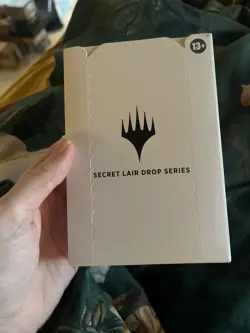 13+
SECRET LAIR DROP SERIES